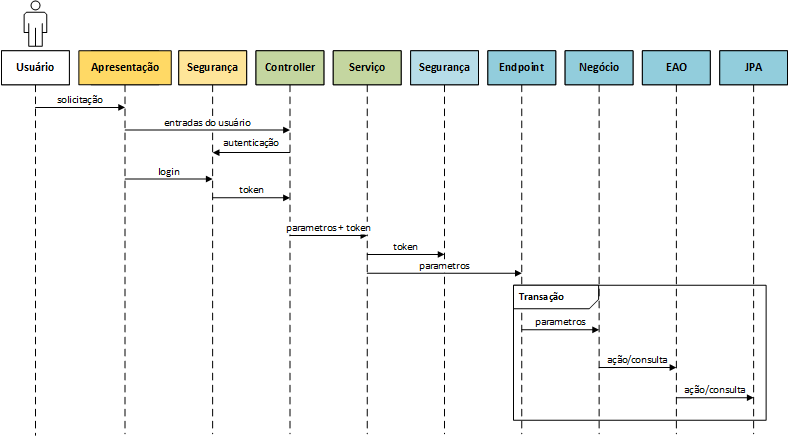 Usuário
Apresentação
Segurança
Controller
Serviço
Segurança
Endpoint
Negócio
EAO
JPA
solicitação
entradas do usuário
autenticação
login
token
parametros + token
token
parametros
Transação
parametros
ação/consulta
ação/consulta